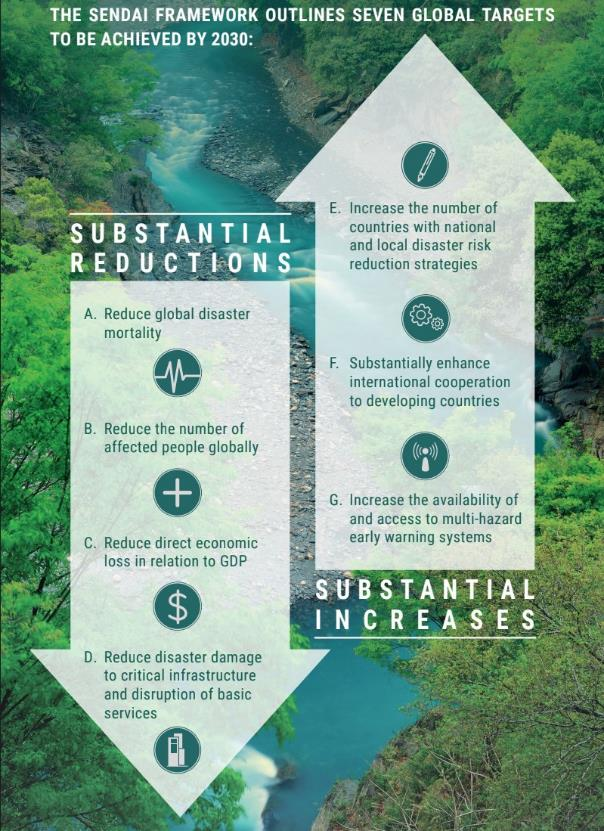 THE SENDAI FRAMEWORK OUTLINES SEVEN GLOBAL TARGETS
TO BE ACHIEVED BY 2030:
SUBSTANTIAL
REDUCTIONS
A. Reduce global disaster
mortality
B. Reduce the number of
affected people globally
C. Reduce direct economic
loss in relation to GDP
$
D. Reduce disaster damage
to critical infrastructure
and disruption of basic
services
E. Increase the number of
countries with national
and local disaster risk
reduction strategies
F. Substantially enhance
international cooperation
to developing countries
G. Increase the availability of
and access to multi-hazard
early warning systems
SUBSTANTIAL
INCREASES